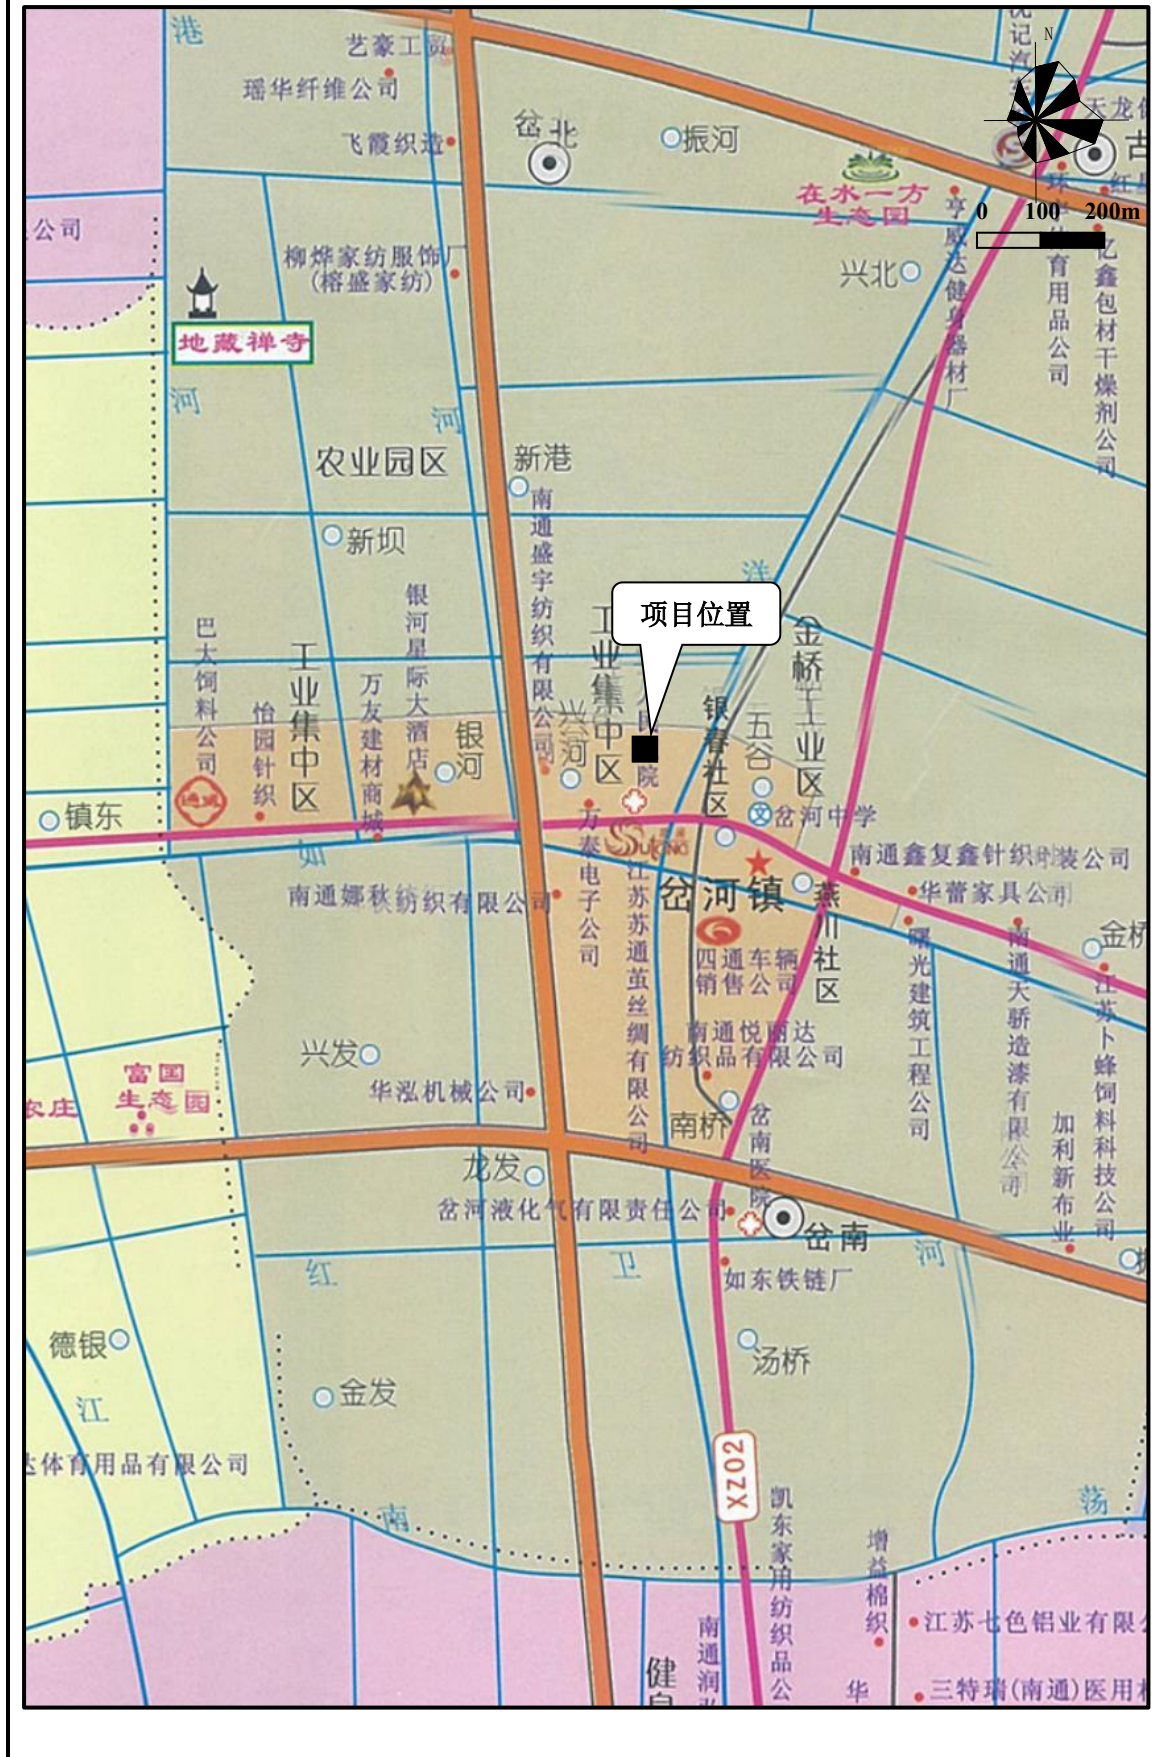 港
艺豪工贸
瑶华纤维公司
飞霞织造
岔北
振河
N
天龙
古
在水一方
生态园
0 100 200m
公司
柳烨家纺服饰厂
(榕盛家纺)
兴北
亨威达健身器材厂
育用品公司
亿鑫包材干燥剂公司
地藏禅寺
河
河
农业园区
新港
新坝
南通盛宇纺织有限公司
洋
项目位置
银河星际大酒店
巴大饲料公司
工业集中区
万友建材商城
怡园针织
银河
工业集中区
兴河
院
银春社区
五谷
金桥工业区
镇东
岔河中学
如
万泰电子公司
南通鑫复鑫针织时装公司
华蕾家具公司
南通娜秋纺织有限公司
岔河镇
燕川社区
江苏苏通茧丝绸有限公司
四通车辆
销售公司
曙光建筑工程公司
南通天骄造漆有限公司
金桥
江苏卜蜂饲料科技公司
南通悦丽达
纺织品有限公司
兴发
富园
生态园
农庄
华泓机械公司
南桥
岔南医院
加利新布业
龙发
岔河液化气有限责任公司
岔南
河
红
卫
如东铁链厂
德银
汤桥
江
金发
达体育用品有限公司
XZ02
南
荡
凯东家用纺织品公
增益棉织
江苏七色铝业有限
南通润弘
健身
华
三特瑞(南通)医用